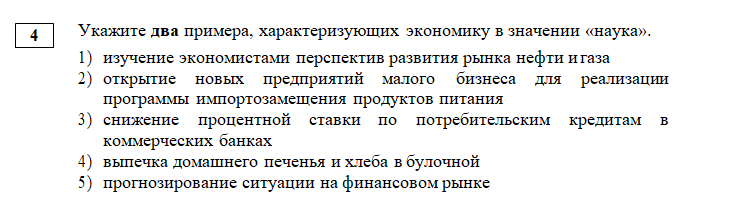 4
Укажите два примера, характеризующих экономику в значении «наука».
1) изучение экономистами перспектив развития рынка нефти и газа
2) открытие новых предприятий малого бизнеса для реализации
программы импортозамещения продуктов питания
3) снижение процентной ставки по потребительским кредитам в
коммерческих банках
4) выпечка домашнего печенья и хлеба в булочной
5) прогнозирование ситуации на финансовом рынке